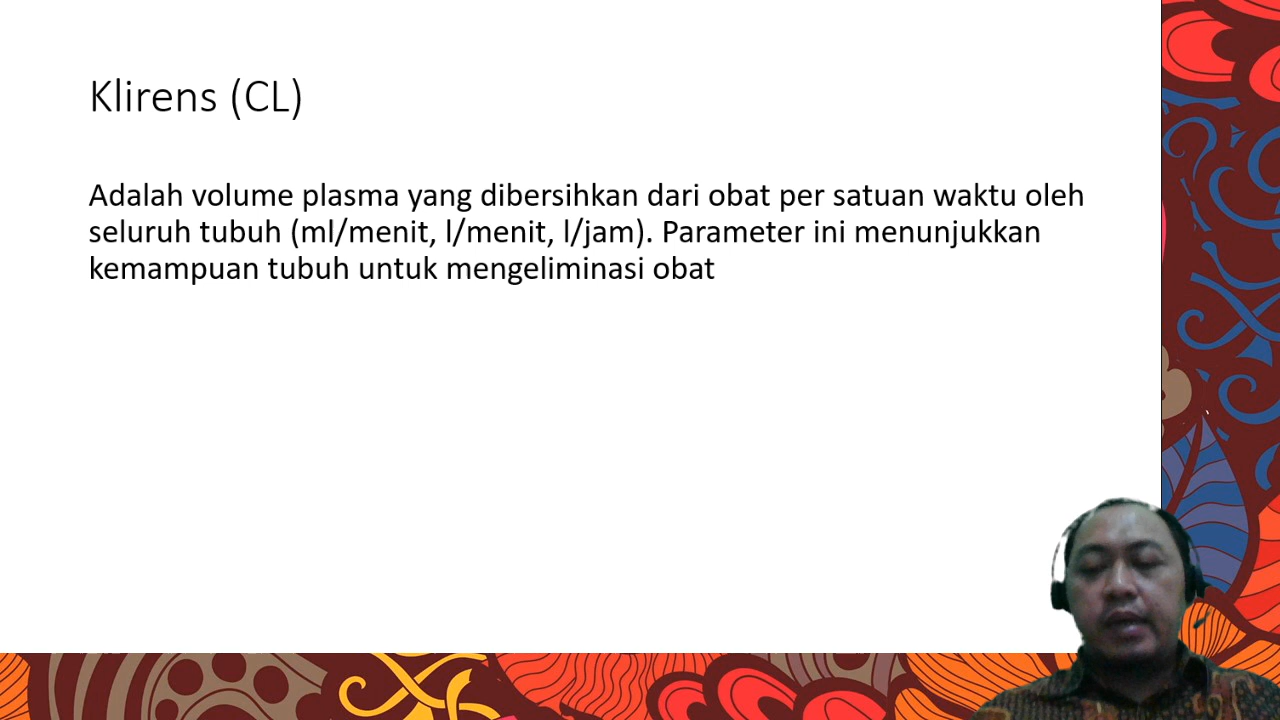 Klirens (CL)
Adalah volume plasma yang dibersihkan dari obat per satuan waktu oleh
seluruh tubuh (ml/menit, l/menit, l/jam). Parameter ini menunjukkan
kemampuan tubuh untuk mengeliminasi obat